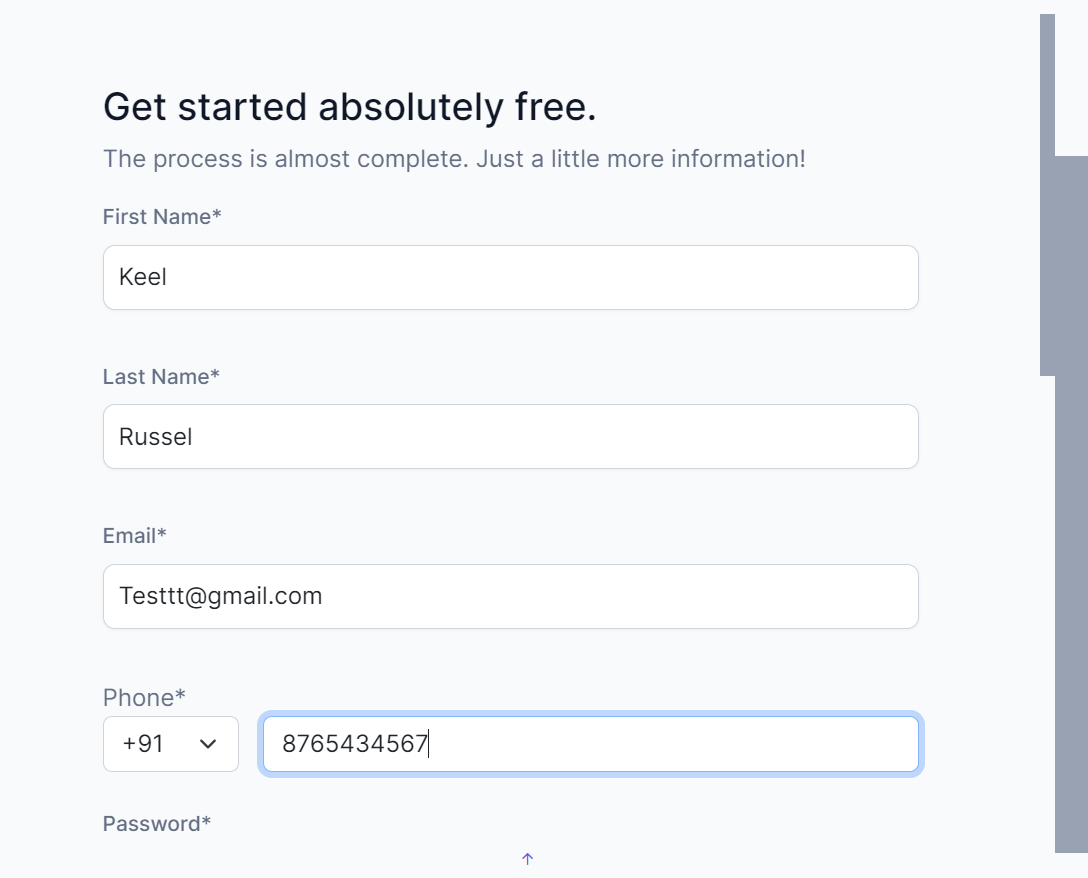 Get started absolutely free.
The process is almost complete. Just a little more information!
First Name*
Keel
Last Name*
Russel
Email*
Testtt@gmail.com
Phone*
+91 8765434567
Password*